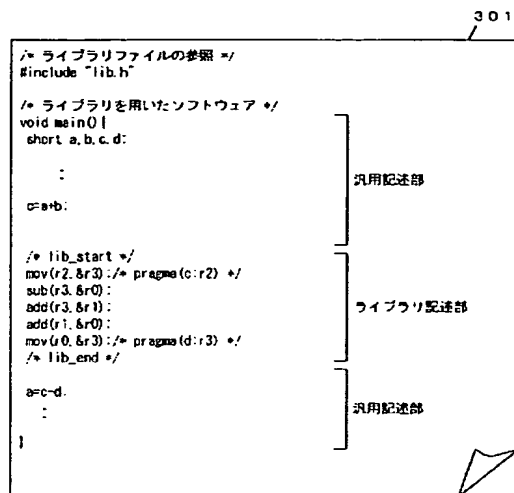 301
/* ライブラリファイルの参照 */
#include "lib.h"
/* ライブラリを用いたソフトウェア */
void main(){
short a,b,c,d;
:
c=a+b;
汎用記述部
/* lib_start */
mov(r2,&r3);/* pragma(c:r2) */
sub(r3,&r0);
add(r3,&r1);
add(r1,&r0);
mov(r0,&r3);/* pragma(d:r3) */
/* lib_end */
ライブラリ記述部
a=c-d;
:
汎用記述部
}